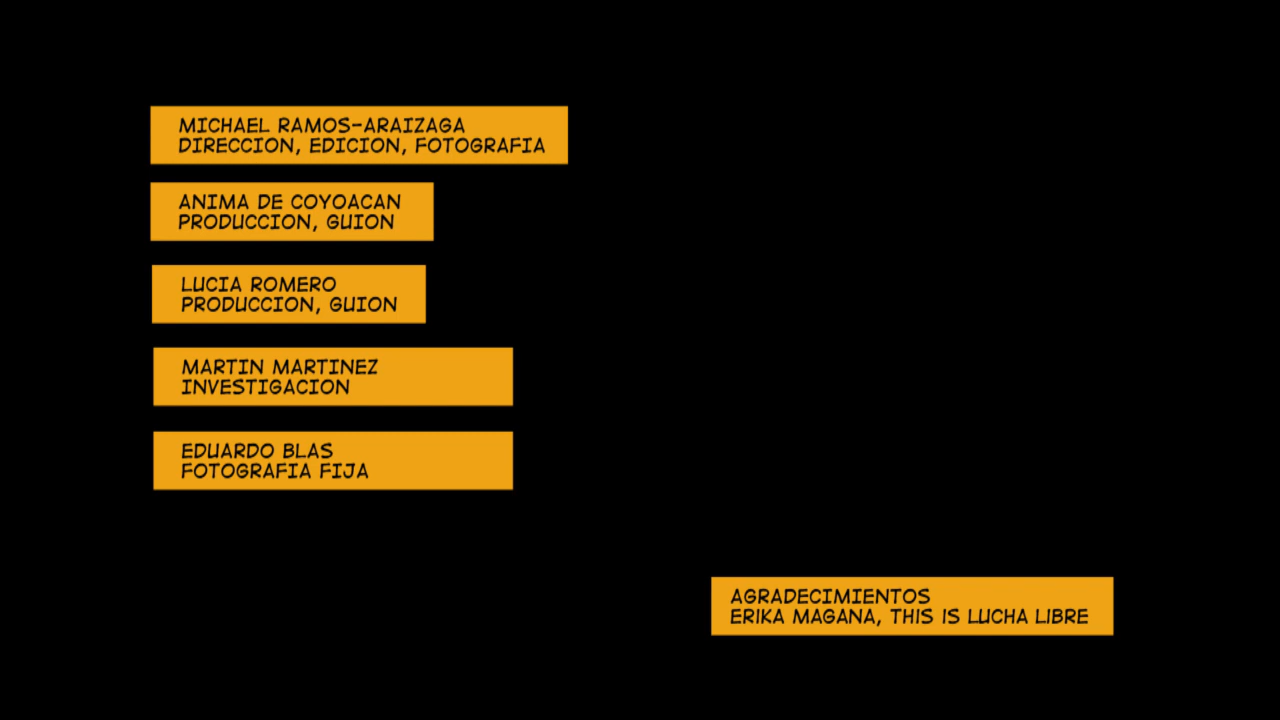 MICHAEL RAMOS-ARAIZAGA
DIRECCION, EDICION, FOTOGRAFIA
ANIMA DE COYOACAN
PRODUCCION, GUION
LUCIA ROMERO
PRODUCCION, GUION
MARTIN MARTINEZ
INVESTIGACION
EDUARDO BLAS
FOTOGRAFIA FIJA
AGRADECIMIENTOS
ERIKA MAGANA, THIS IS LUCHA LIBRE